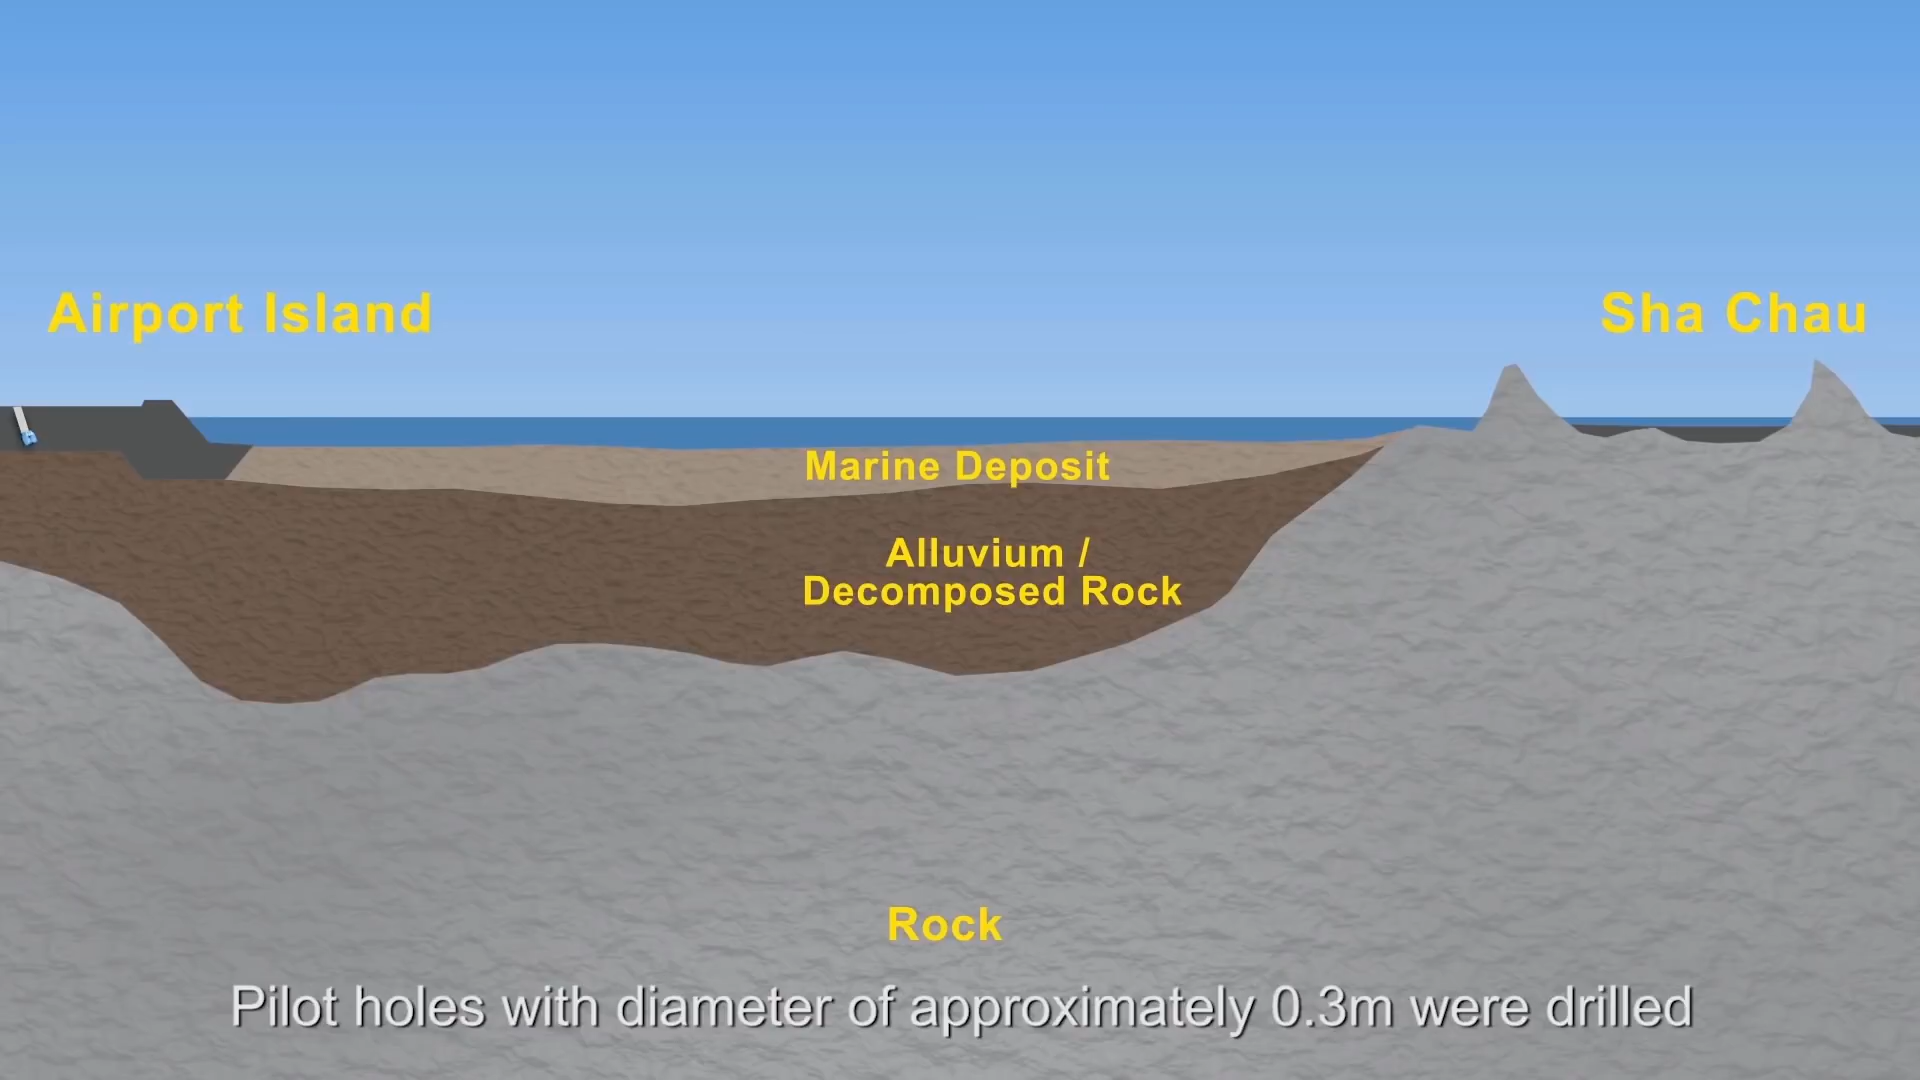 Airport Island
Sha Chau
Marine Deposit
Alluvium /
Decomposed Rock
Rock
Pilot holes with diameter of approximately 0.3m were drilled